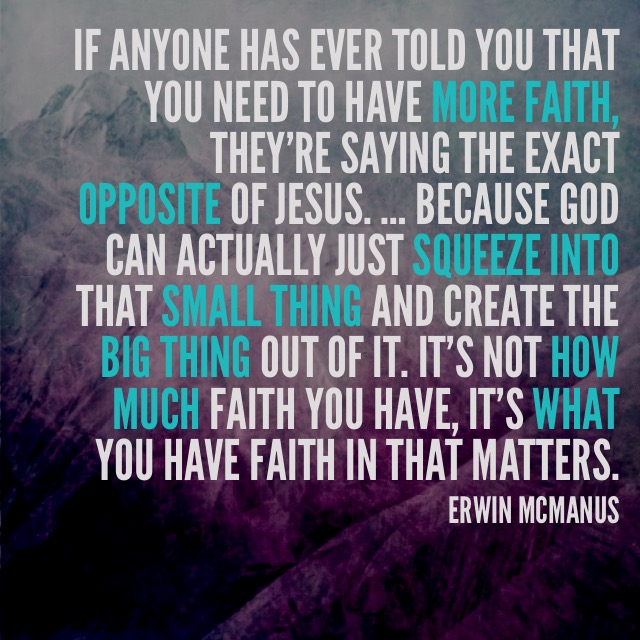 IF ANYONE HAS EVER TOLD YOU THAT
YOU NEED TO HAVE MORE FAITH,
THEY'RE SAYING THE EXACT
OPPOSITE OF JESUS. ... BECAUSE GOD
CAN ACTUALLY JUST SQUEEZE INTO
THAT SMALL THING AND CREATE THE
BIG THING OUT OF IT. IT'S NOT HOW
MUCH FAITH YOU HAVE, IT'S WHAT
YOU HAVE FAITH IN THAT MATTERS.
ERWIN MCMANUS